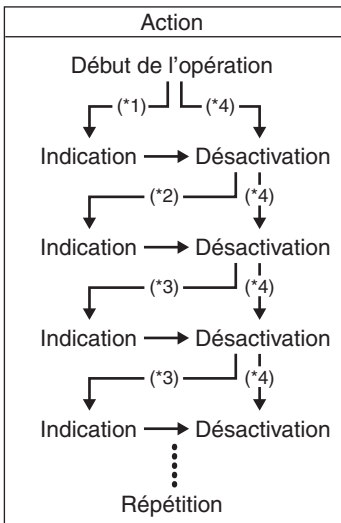 Action
Début de l'opération
(*1) (*4)
Indication Désactivation
(*2) (*4)
Indication Désactivation
(*3) (*4)
Indication Désactivation
(*3) (*4)
Indication Désactivation
Répétition